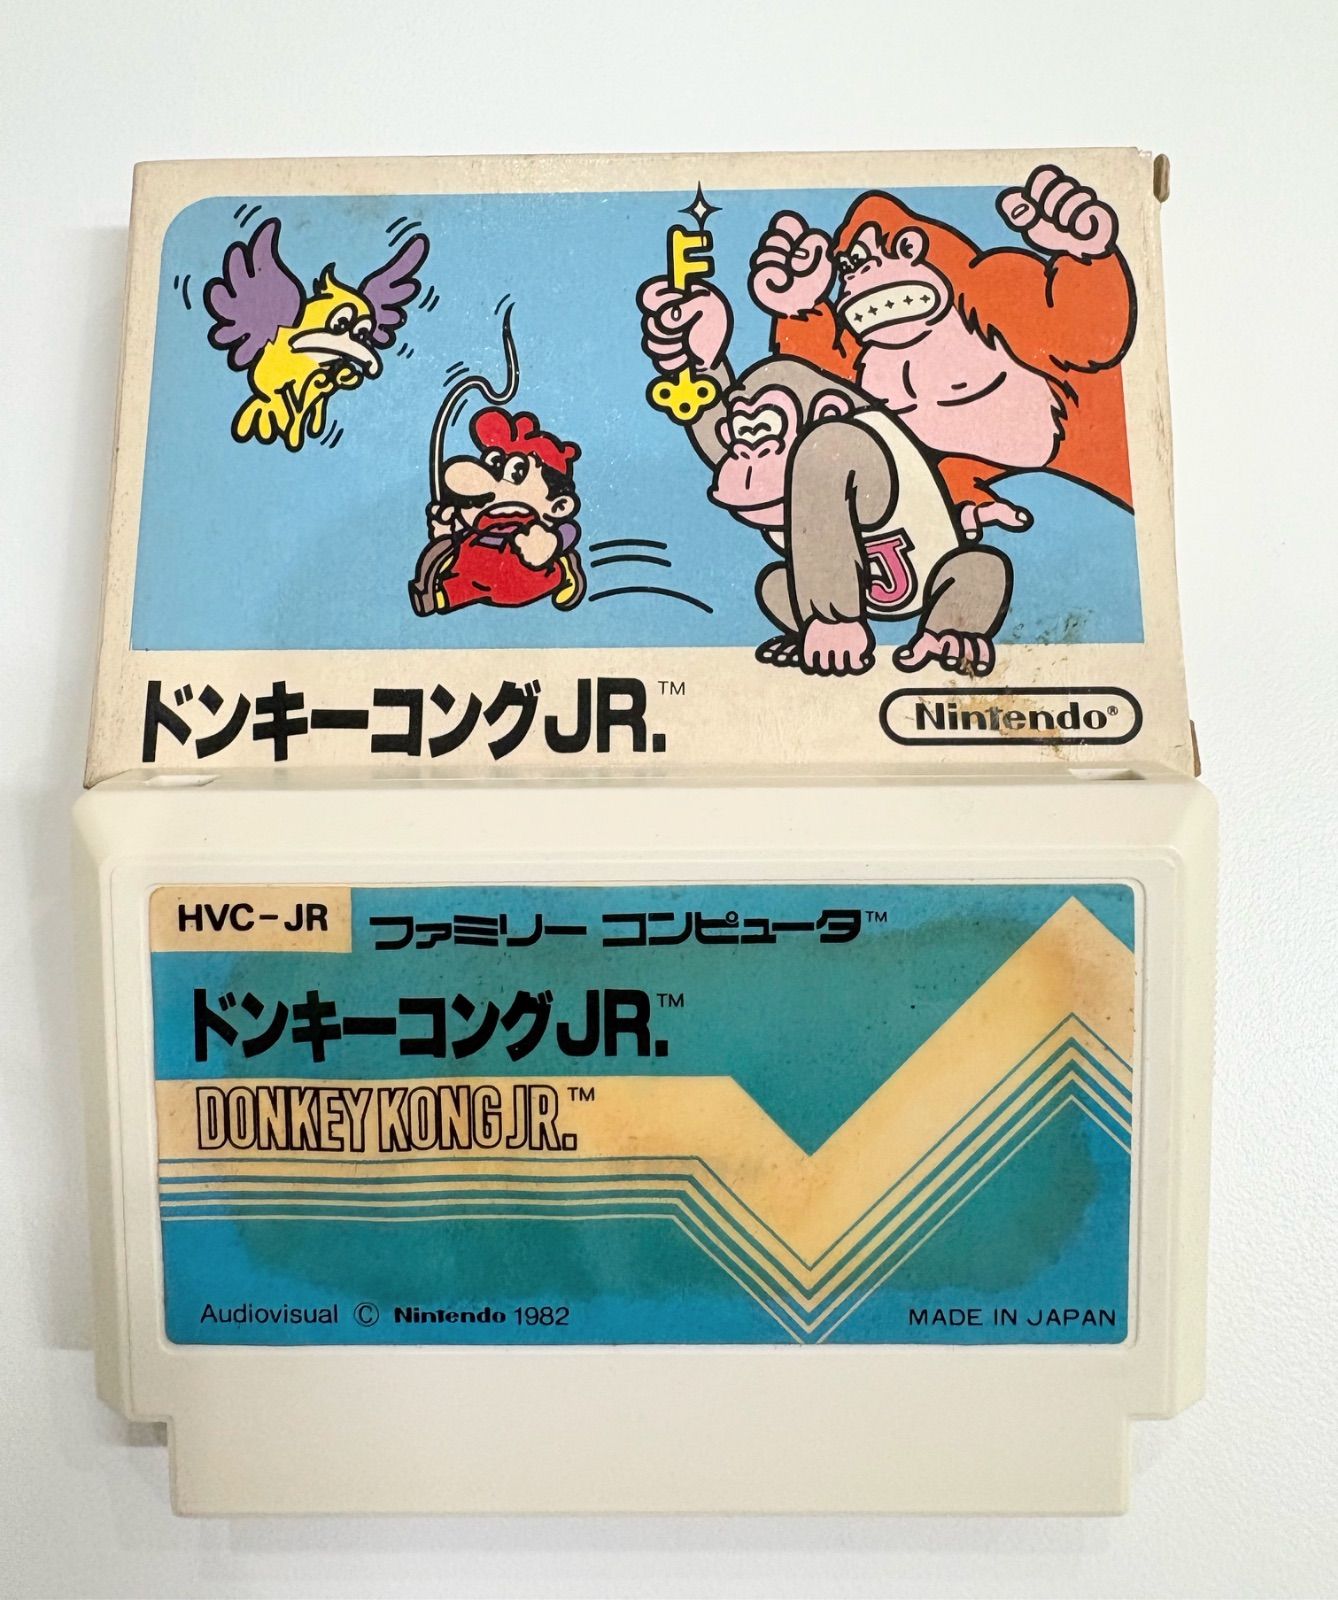 J
ドンキーコングJR.™
Nintendo®
HVC-JR
ファミリー コンピュータ™
ドンキーコングJR.™
DONKEY KONG JR.™
Audiovisual © Nintendo 1982
MADE IN JAPAN